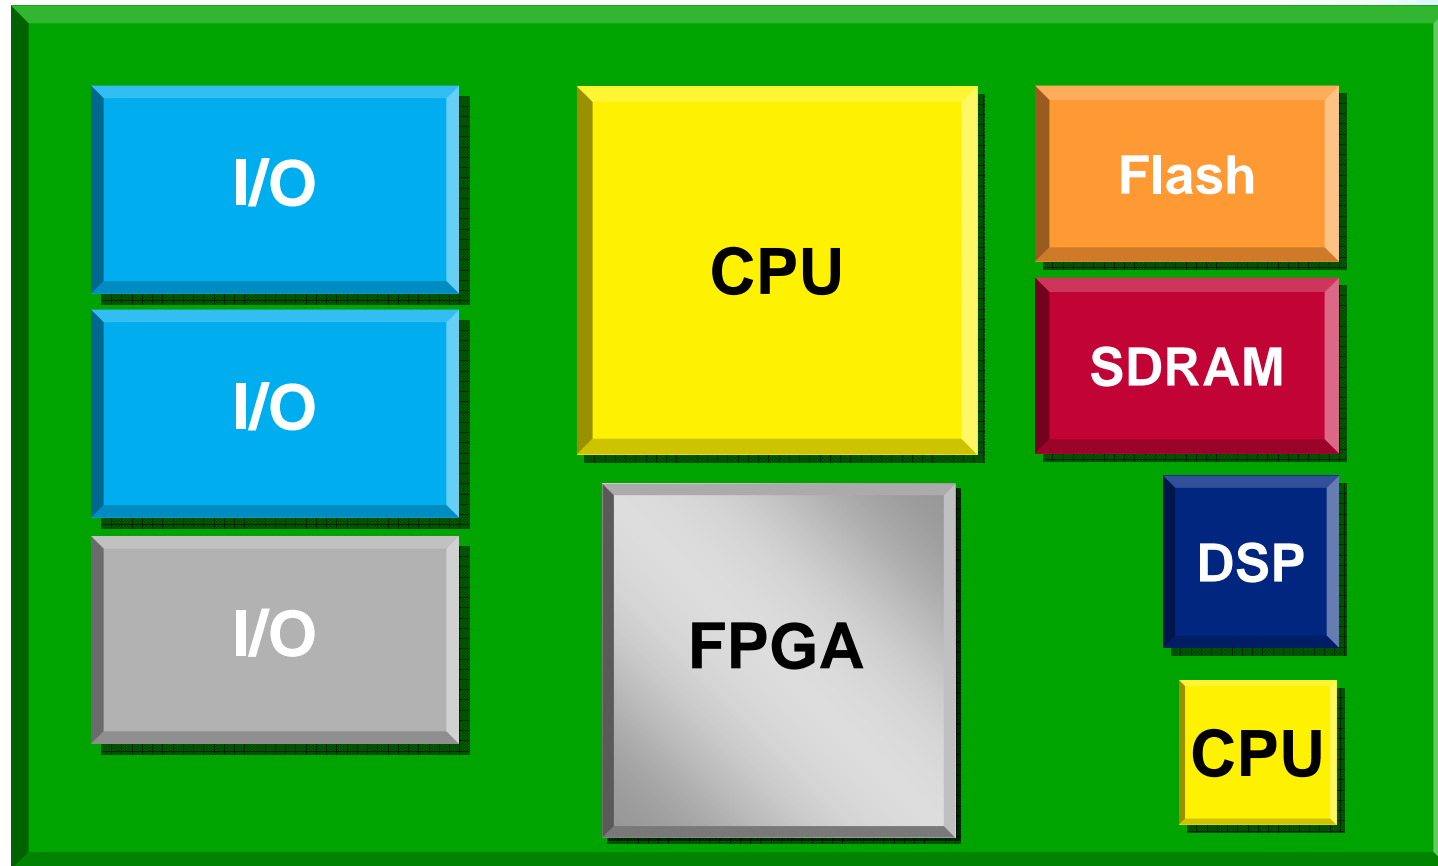 I/O
I/O
I/O
CPU
FPGA
Flash
SDRAM
DSP
CPU